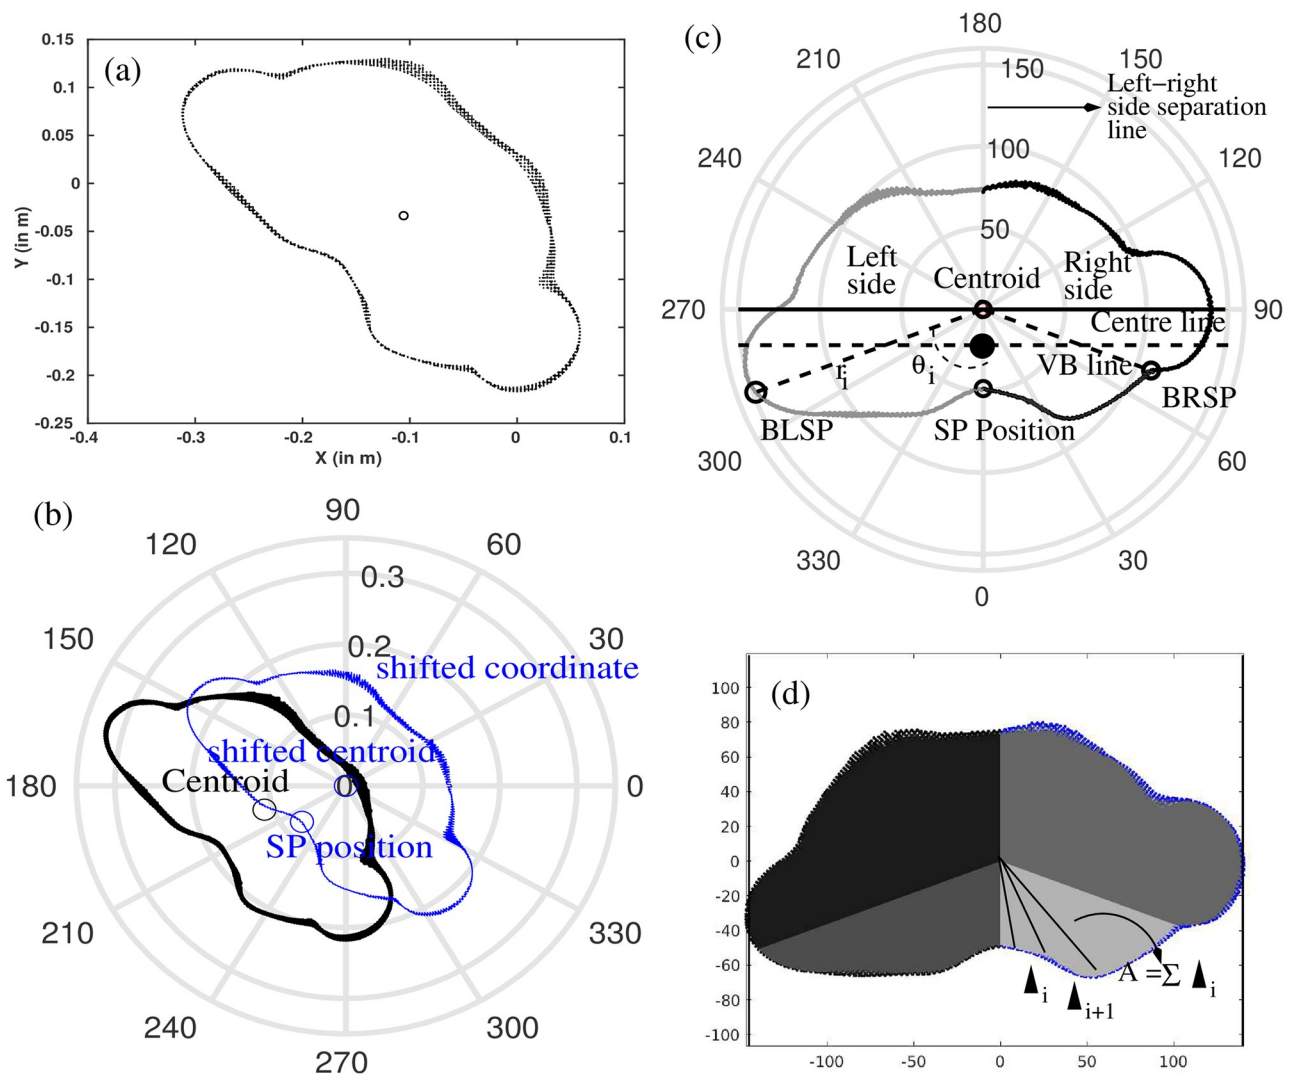 (a)
0.15
0.1
0.05
0
-0.05
-0.1
-0.15
-0.2
-0.25
-0.4 -0.3 -0.2 -0.1 0 0.1
X (in m)
Y (in m)
(b)
90
120 60
0.3
150 30
0.2
shifted coordinate
0.1
shifted centroid
Centroid
180 0 0
SP position
210 330
240 300
270
(c)
180
210 150
150
Left−right
side separation
line
240 100 120
50
Left
side
Centroid
Right
side
270 90
Centre line
VB line
ri
θi
BRSP
BLSP
SP Position
300 60
330 30
0
(d)
100
80
60
40
20
0
-20
-40
-60
-80
-100
A =Σ ▲i
▲i
▲i+1
-100 -50 0 50 100